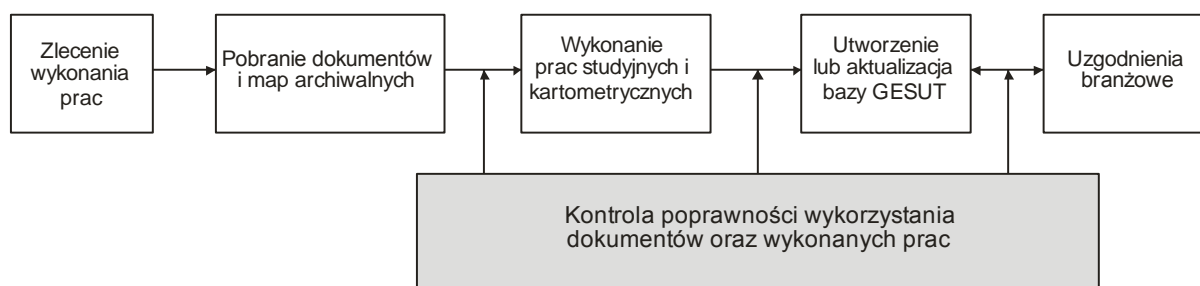 Zlecenie
wykonania
prac
Pobranie dokumentów
i map archiwalnych
Wykonanie
prac studyjnych i
kartometrycznych
Utworzenie
lub aktualizacja
bazy GESUT
Uzgodnienia
branżowe
Kontrola poprawności wykorzystania
dokumentów oraz wykonanych prac